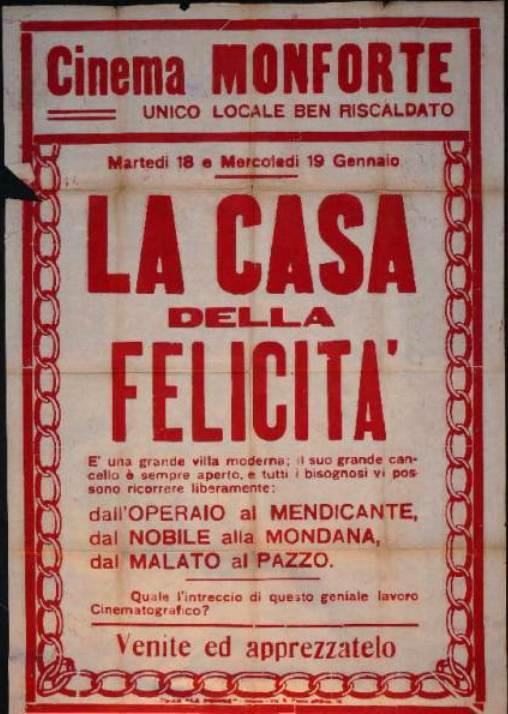 Cinema MONFORTE
UNICO LOCALE BEN RISCALDATO
Martedi 18 e Mercoledi 19 Gennaio
LA CASA
DELLA
FELICITA'
E' una grande villa moderna; il suo grande can-
cello è sempre aperto, e tutti i bisognosi vi pos-
sono ricorrere liberamente:
dall'OPERAIO al MENDICANTE,
dal NOBILE alla MONDANA,
dal MALATO al PAZZO.
Quale l'intreccio di questo geniale lavoro
Cinematografico?
Venite ed apprezzatelo